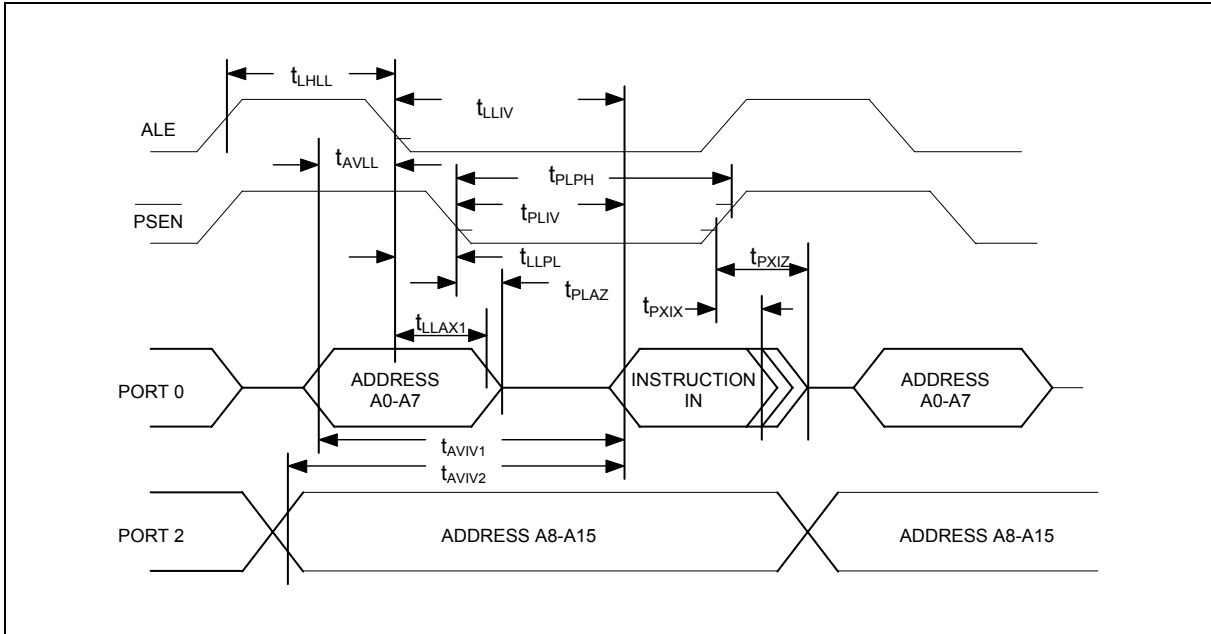 tLHLL
tLLIV
ALE
tAVLL
tPLPH
PSEN
tPLIV
tLLPL
tPXIZ
tPLAZ
tPXIX
tLLAX1
PORT 0
ADDRESS
A0-A7
INSTRUCTION
IN
ADDRESS
A0-A7
tAVIV1
tAVIV2
PORT 2
ADDRESS A8-A15
ADDRESS A8-A15